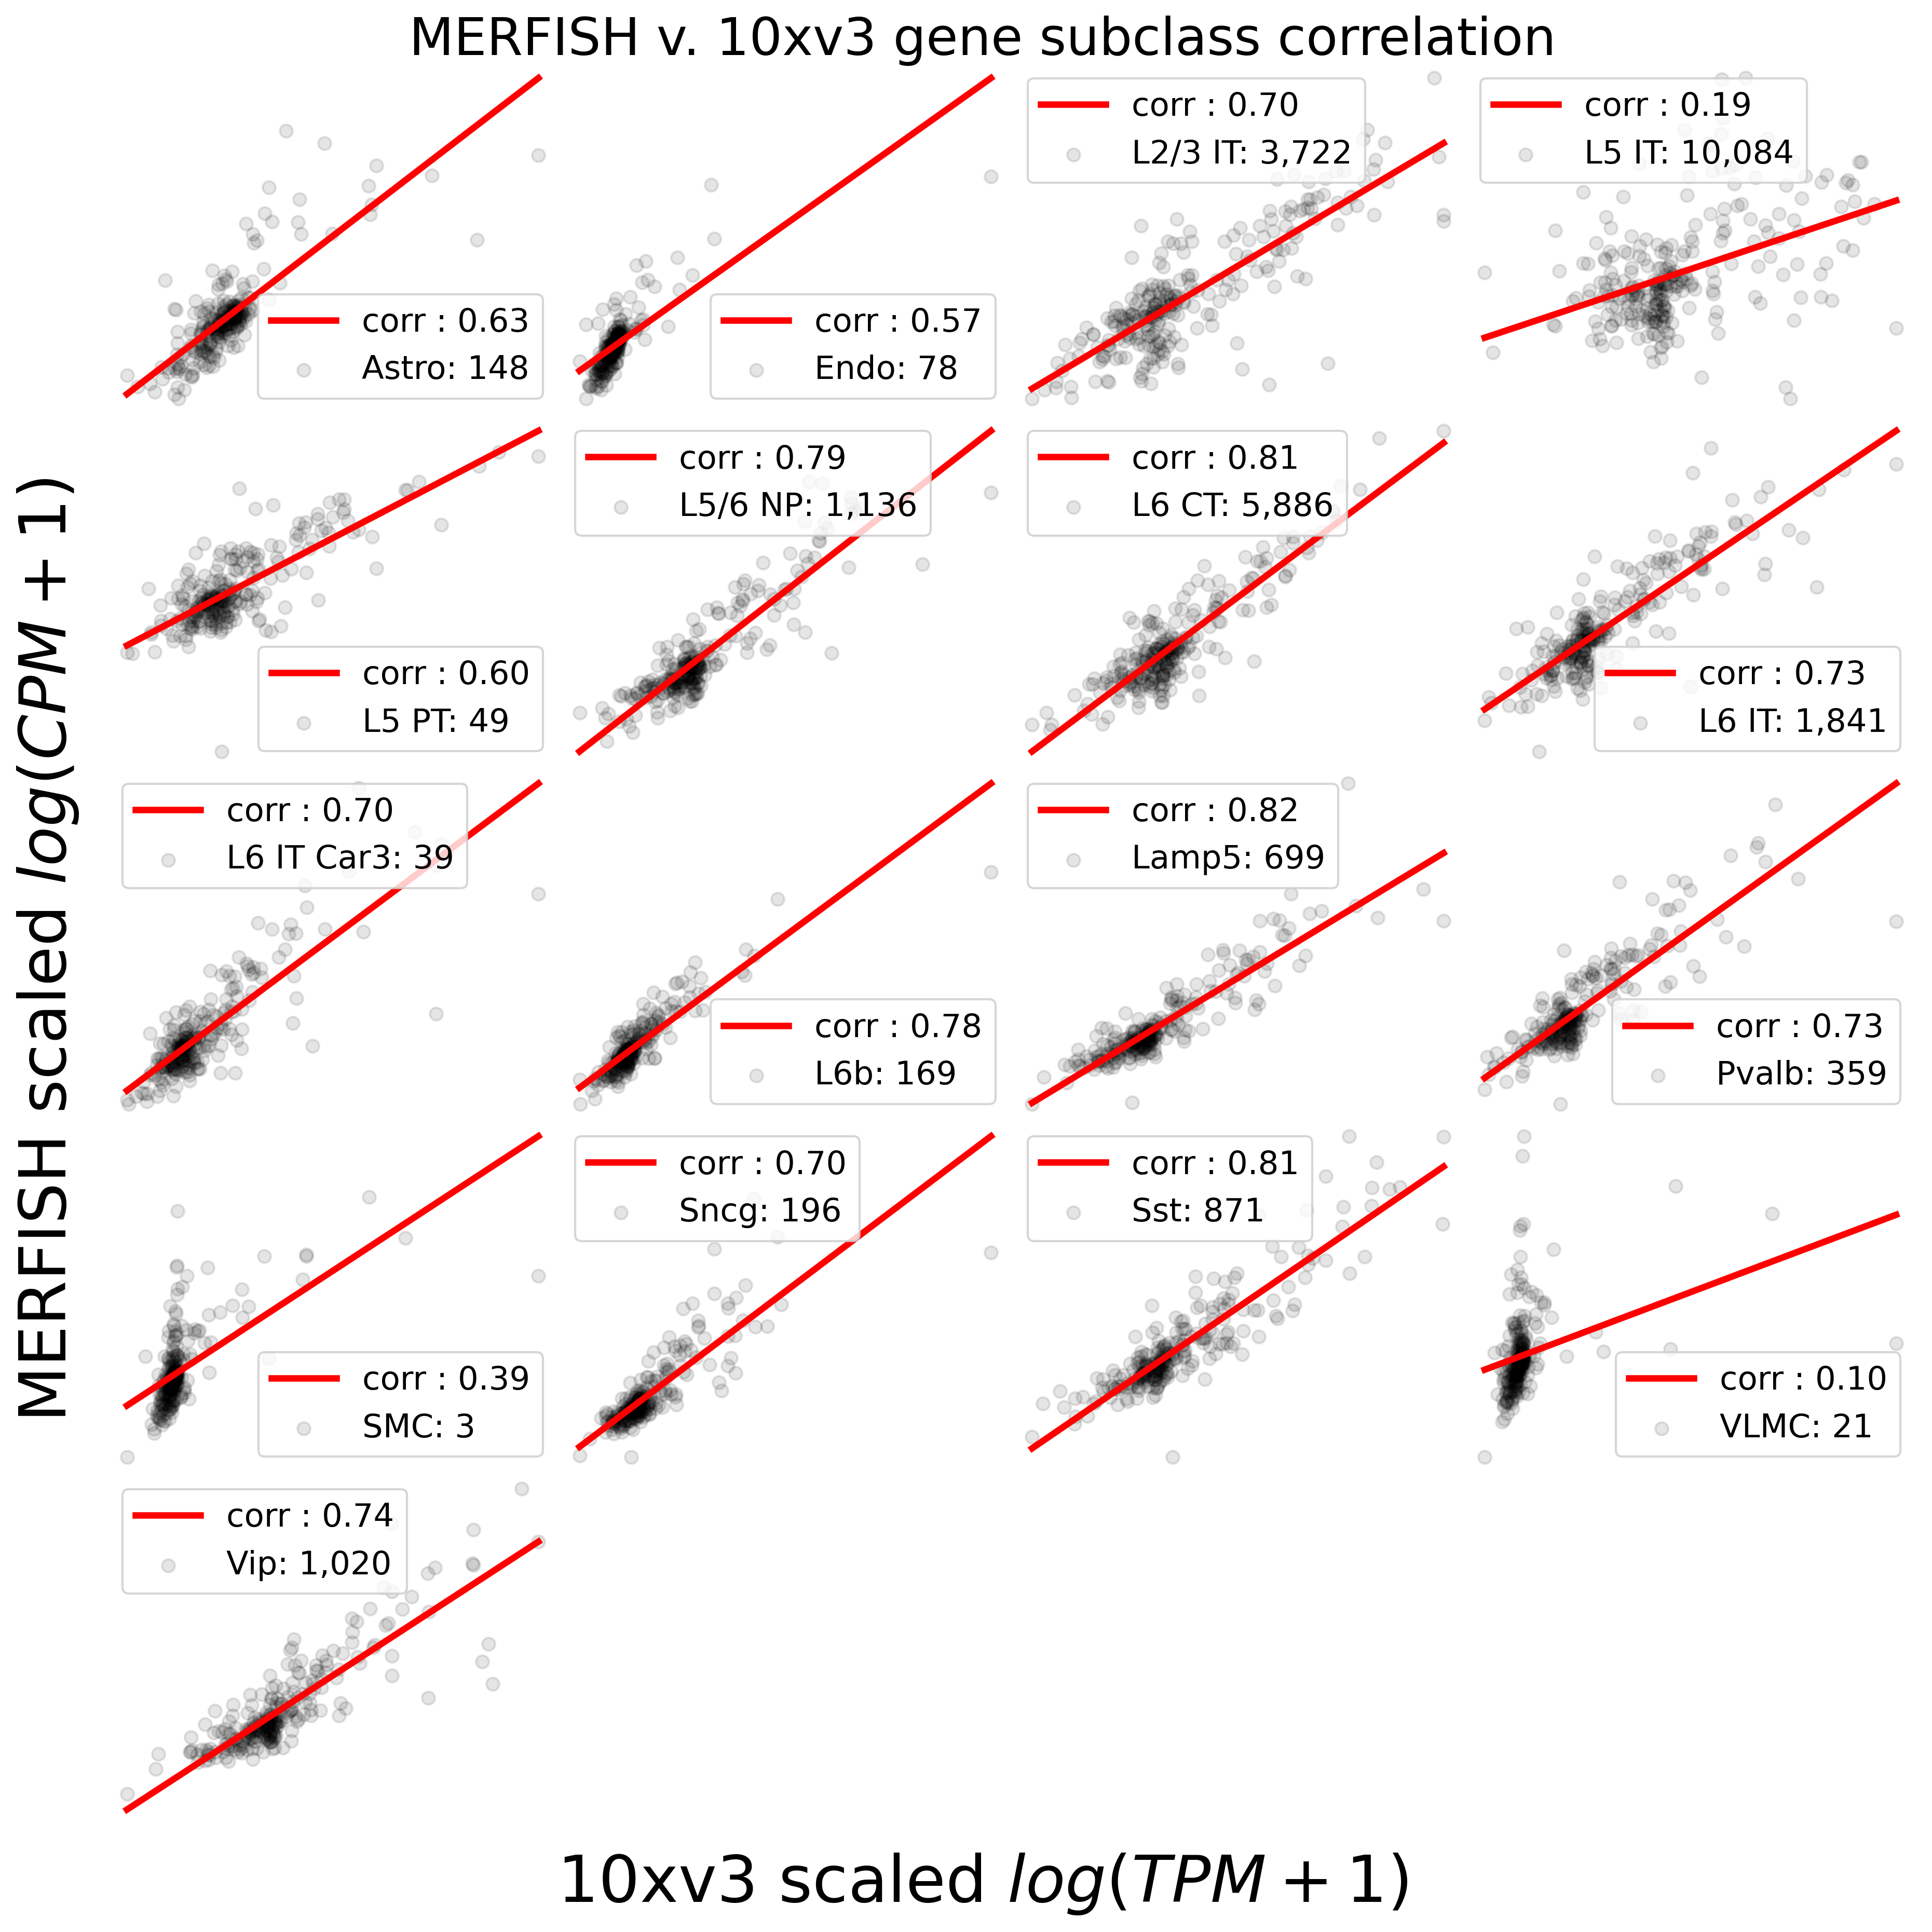 MERFISH v. 10xv3 gene subclass correlation
MERFISH scaled log(CPM + 1)
corr : 0.63
Astro: 148
corr : 0.57
Endo: 78
corr : 0.70
L2/3 IT: 3,722
corr : 0.19
L5 IT: 10,084
corr : 0.60
L5 PT: 49
corr : 0.79
L5/6 NP: 1,136
corr : 0.81
L6 CT: 5,886
corr : 0.73
L6 IT: 1,841
corr : 0.70
L6 IT Car3: 39
corr : 0.78
L6b: 169
corr : 0.82
Lamp5: 699
corr : 0.73
Pvalb: 359
corr : 0.39
SMC: 3
corr : 0.70
Sncg: 196
corr : 0.81
Sst: 871
corr : 0.10
VLMC: 21
corr : 0.74
Vip: 1,020
10xv3 scaled log(TPM + 1)